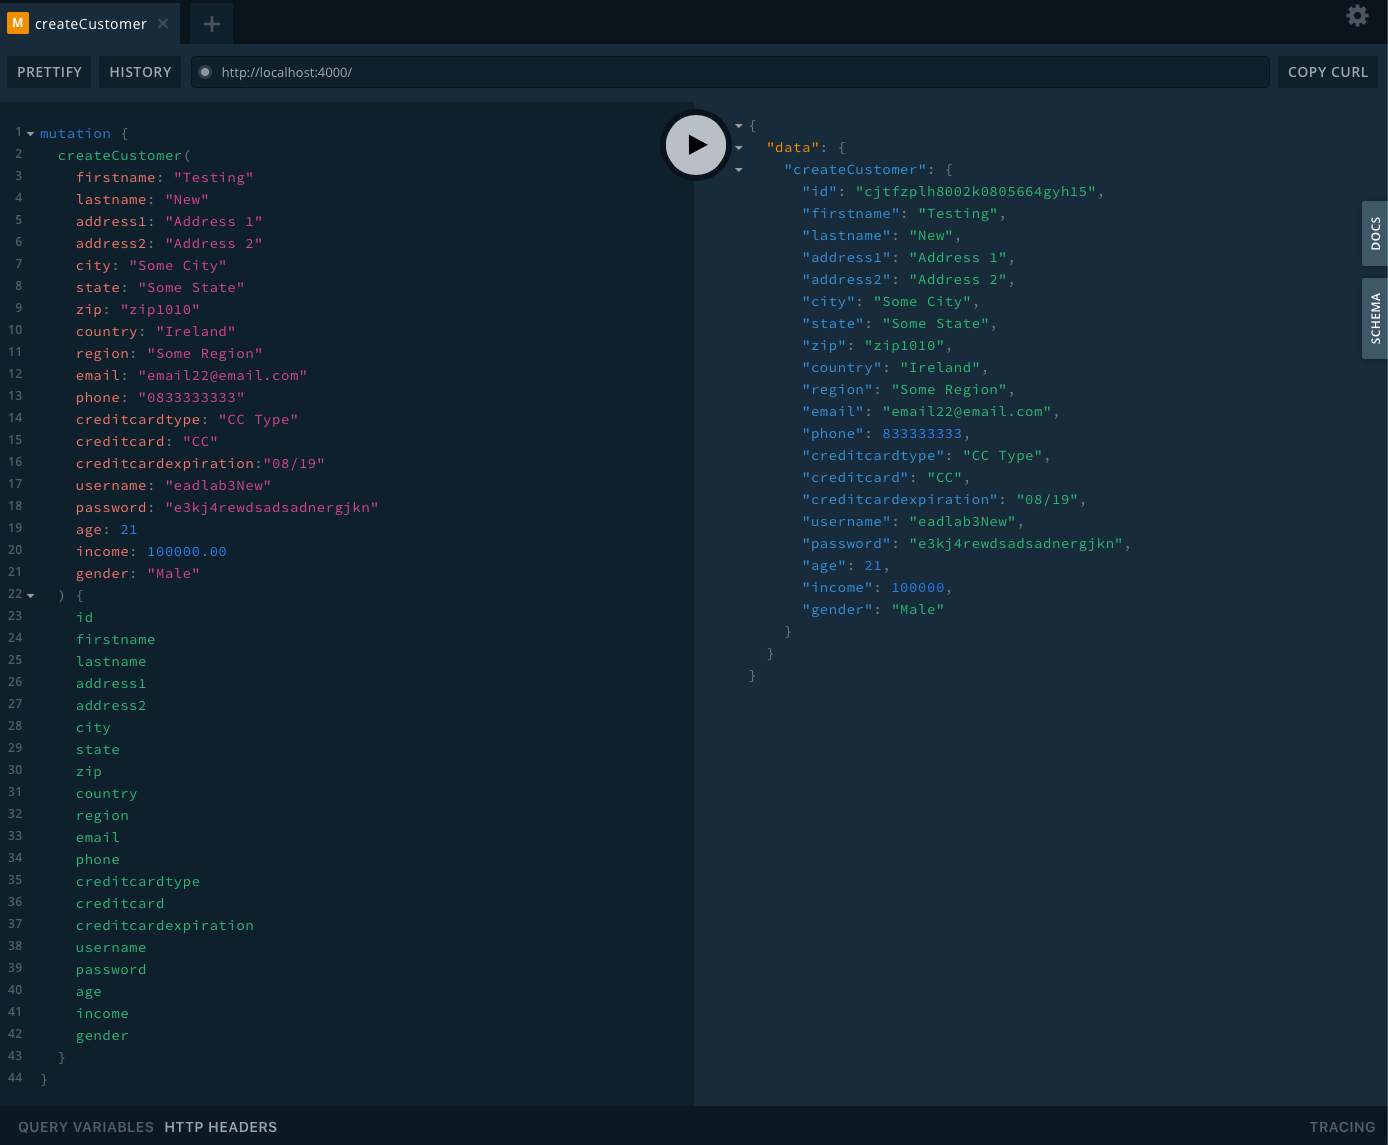 M createCustomer
PRETTIFY HISTORY http://localhost:4000/ COPY CURL
1 mutation {
2 createCustomer(
3 firstname: "Testing"
4 lastname: "New"
5 address1: "Address 1"
6 address2: "Address 2"
7 city: "Some City"
8 state: "Some State"
9 zip: "zip1010"
10 country: "Ireland"
11 region: "Some Region"
12 email: "email22@email.com"
13 phone: "0833333333"
14 creditcardtype: "CC Type"
15 creditcard: "CC"
16 creditcardexpiration:"08/19"
17 username: "eadlab3New"
18 password: "e3kj4rewdsadsadnergjkn"
19 age: 21
20 income: 100000.00
21 gender: "Male"
22 ) {
23 id
24 firstname
25 lastname
26 address1
27 address2
28 city
29 state
30 zip
31 country
32 region
33 email
34 phone
35 creditcardtype
36 creditcard
37 creditcardexpiration
38 username
39 password
40 age
41 income
42 gender
43 }
44 }
{
"data": {
"createCustomer": {
"id": "cjtfzplh8002k0805664gyh15",
"firstname": "Testing",
"lastname": "New",
"address1": "Address 1",
"address2": "Address 2",
"city": "Some City",
"state": "Some State",
"zip": "zip1010",
"country": "Ireland",
"region": "Some Region",
"email": "email22@email.com",
"phone": 833333333,
"creditcardtype": "CC Type",
"creditcard": "CC",
"creditcardexpiration": "08/19",
"username": "eadlab3New",
"password": "e3kj4rewdsadsadnergjkn",
"age": 21,
"income": 100000,
"gender": "Male"
}
}
}
DOCS
SCHEMA
QUERY VARIABLES HTTP HEADERS TRACING